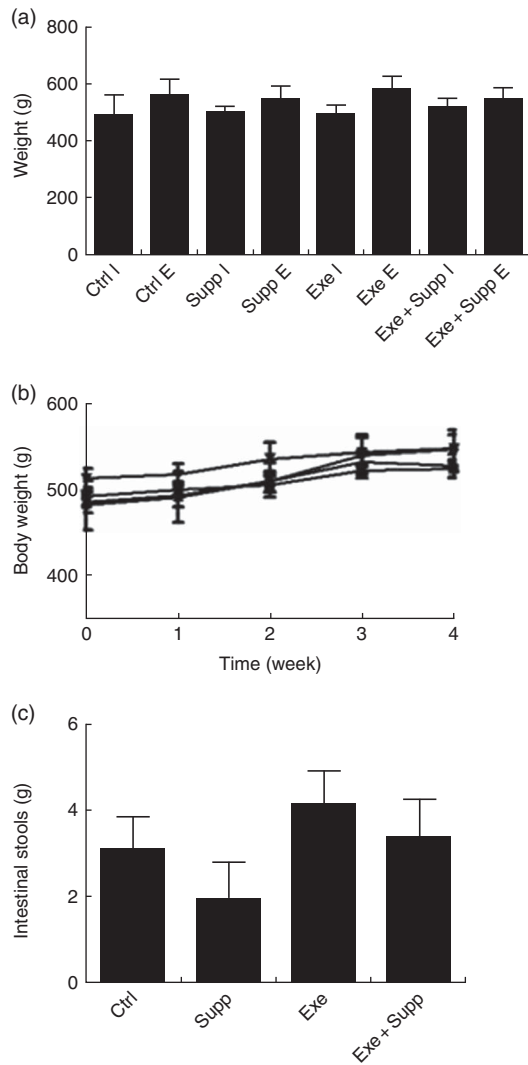 (a)
800
600
400
200
0
Weight (g)
Ctrl I
Ctrl E
Supp I
Supp E
Exe I
Exe E
Exe + Supp I
Exe + Supp E
(b)
600
500
400
Body weight (g)
0 1 2 3 4
Time (week)
(c)
6
4
2
0
Intestinal stools (g)
Ctrl
Supp
Exe
Exe + Supp